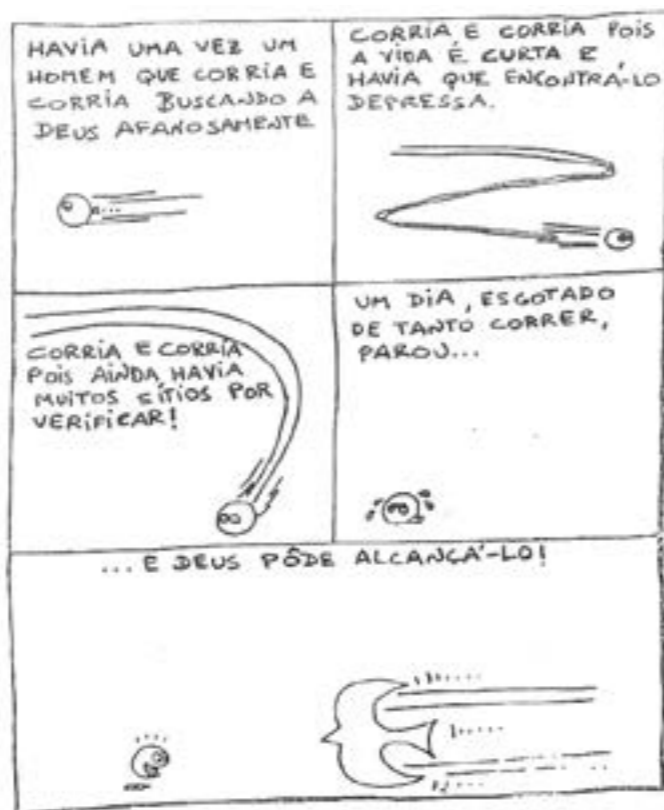 HAVIA UMA VEZ UM
HOMEM QUE CORRIA E
CORRIA BUSCANDO A
DEUS AFANOSAMENTE
CORRIA E CORRIA POIS
A VIDA É CURTA E
HAVIA QUE ENCONTRÁ-LO
DEPRESSA.
CORRIA E CORRIA
POIS AINDA HAVIA
MUITOS SÍTIOS POR
VERIFICAR!
UM DIA, ESGOTADO
DE TANTO CORRER,
PAROU...
...E DEUS PÔDE ALCANÇÁ-LO!